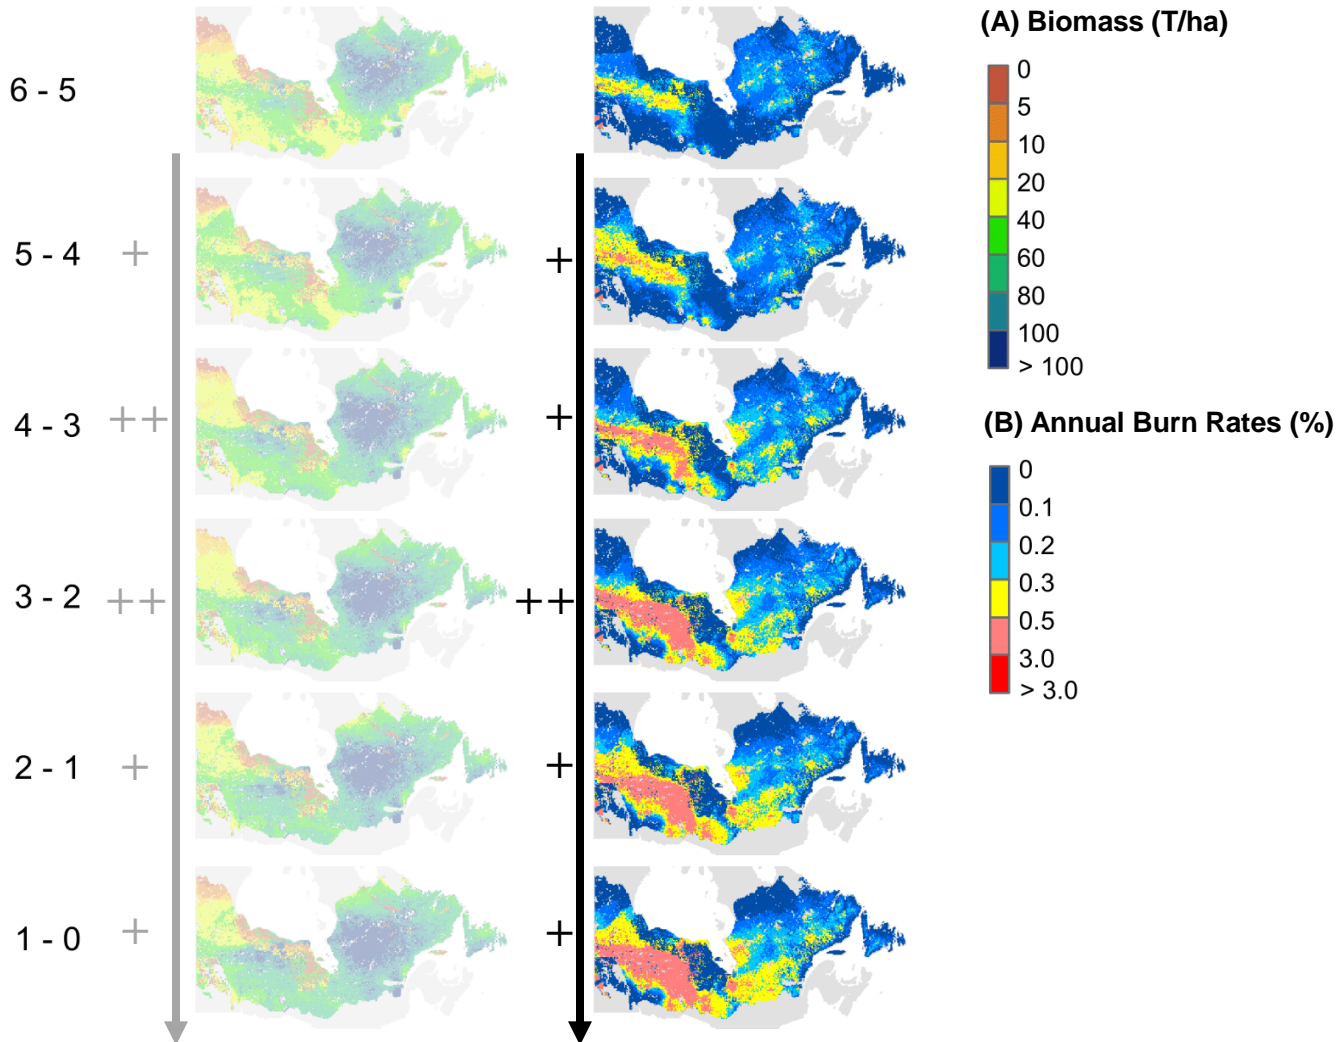 (A) Biomass (T/ha)
0
5
10
20
40
60
80
100
> 100
(B) Annual Burn Rates (%)
0
0.1
0.2
0.3
0.5
3.0
> 3.0
6 - 5
5 - 4 + +
4 - 3 ++ +
3 - 2 ++ ++
2 - 1 + +
1 - 0 + +